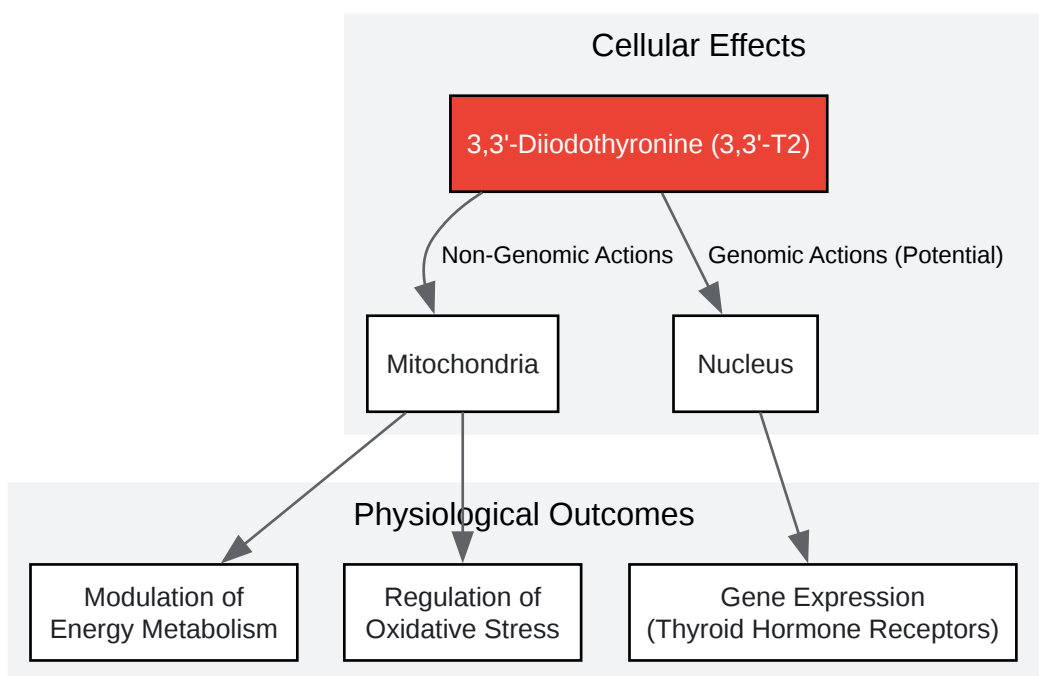 Cellular Effects
3,3'-Diiodothyronine (3,3'-T2)
Non-Genomic Actions
Genomic Actions (Potential)
Mitochondria
Nucleus
Physiological Outcomes
Modulation of
Energy Metabolism
Regulation of
Oxidative Stress
Gene Expression
(Thyroid Hormone Receptors)